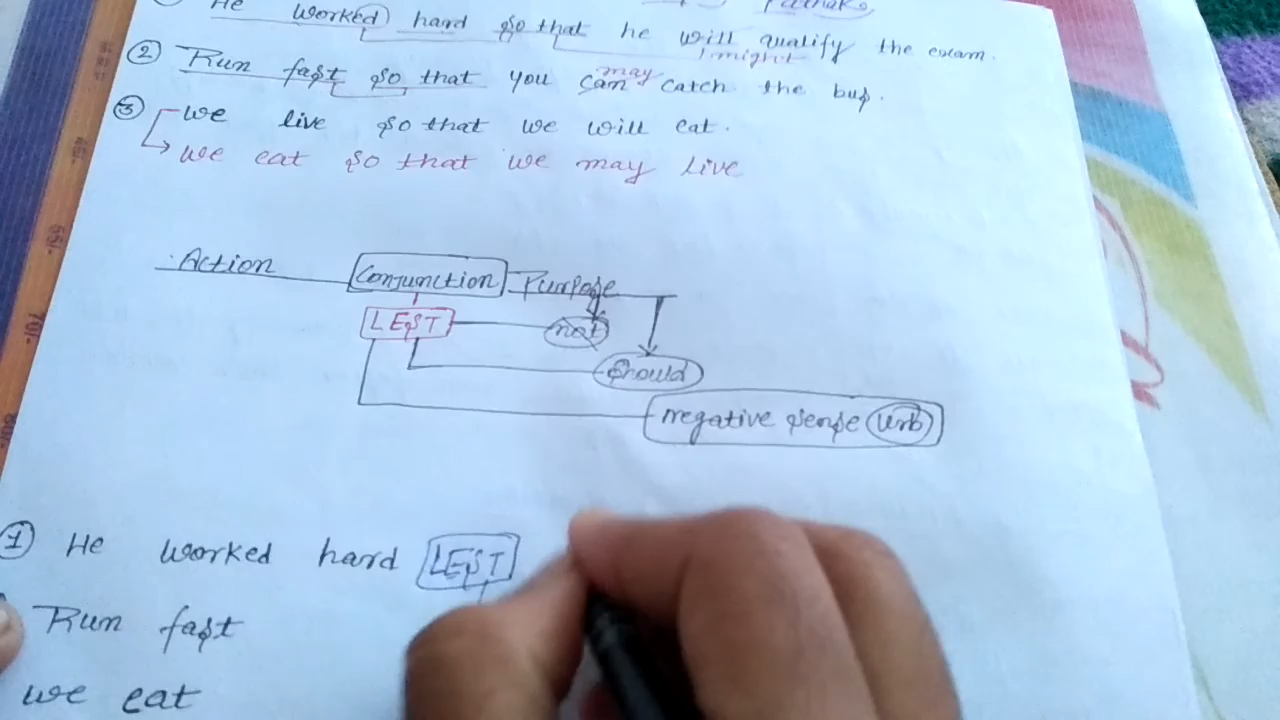 He worked hard so that he will qualify the exam.
might
② Run fast so that you can catch the bus.
may
③ we live so that we will eat.
we eat so that we may live
Action Conjunction Purpose
LEST not
should
negative sense verb
① He worked hard LEST
Run fast
we eat